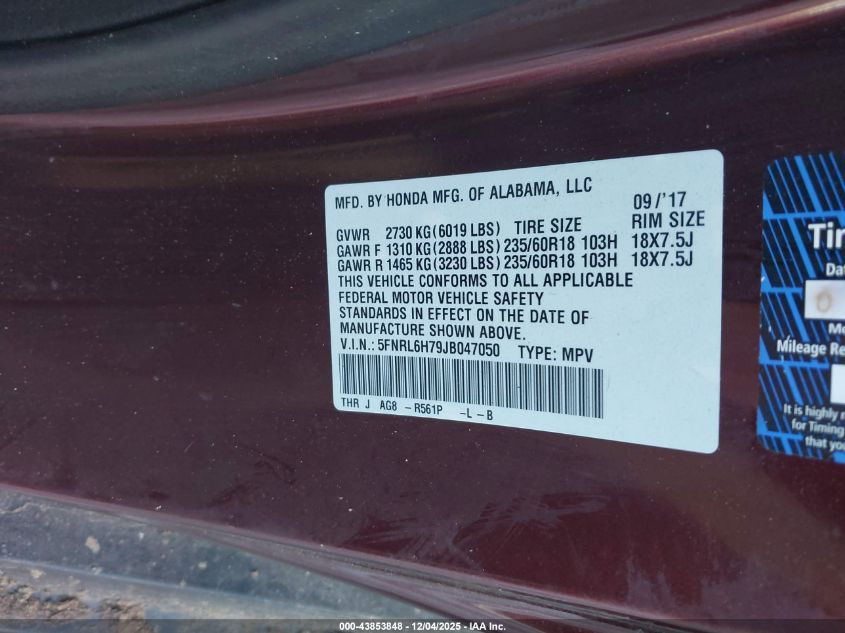 MFD. BY HONDA MFG. OF ALABAMA, LLC 09/'17
GVWR 2730 KG(6019 LBS) TIRE SIZE RIM SIZE
GAWR F 1310 KG(2888 LBS) 235/60R18 103H 18X7.5J
GAWR R 1465 KG(3230 LBS) 235/60R18 103H 18X7.5J
THIS VEHICLE CONFORMS TO ALL APPLICABLE
FEDERAL MOTOR VEHICLE SAFETY
STANDARDS IN EFFECT ON THE DATE OF
MANUFACTURE SHOWN ABOVE.
V.I.N.: 5FNRL6H79JB047050 TYPE: MPV
THR J AG8 -R561P -L-B
Mileage
It is highly
for Timing
that
000-43853848 - 12/04/2025 - IAA Inc.